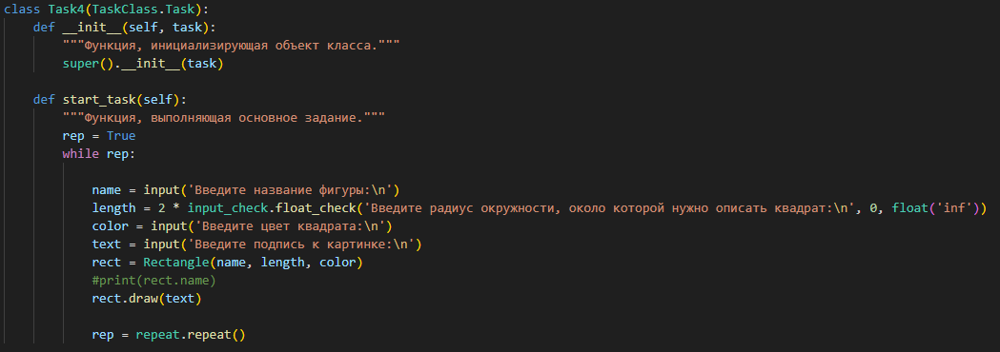 class Task4(TaskClass.Task):
    def __init__(self, task):
        """Функция, инициализирующая объект класса."""
        super().__init__(task)
    def start_task(self):
        """Функция, выполняющая основное задание."""
        rep = True
        while rep:
            name = input('Введите название фигуры:\n')
            length = 2 * input_check.float_check('Введите радиус окружности, около которой нужно описать квадрат:\n', 0, float('inf'))
            color = input('Введите цвет квадрата:\n')
            text = input('Введите подпись к картинке:\n')
            rect = Rectangle(name, length, color)
            #print(rect.name)
            rect.draw(text)
            rep = repeat.repeat()